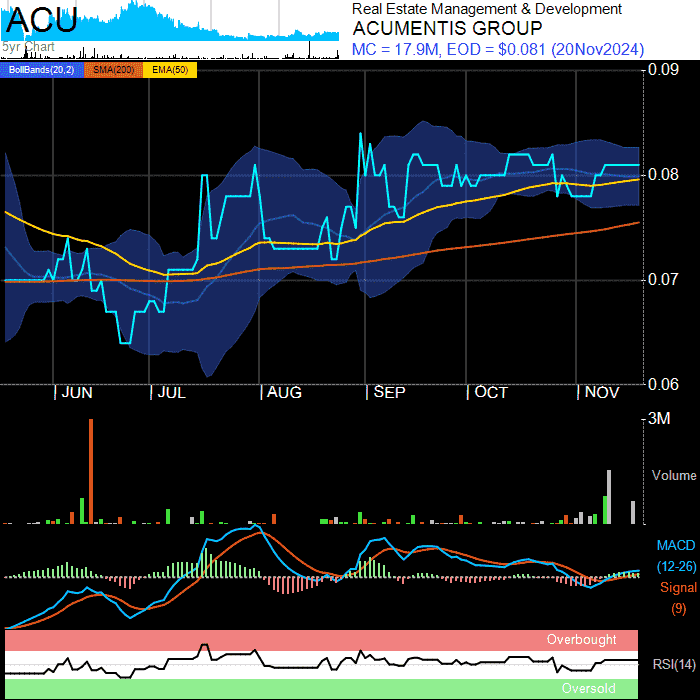 ACU
5yr Chart
Real Estate Management & Development
ACUMENTIS GROUP
MC = 17.9M, EOD = $0.081 (20Nov2024)
BollBands(20,2) SMA(200) EMA(50)
0.09
0.08
0.07
0.06
JUN JUL AUG SEP OCT NOV
3M
Volume
MACD
(12-26)
Signal
(9)
Overbought
RSI(14)
Oversold